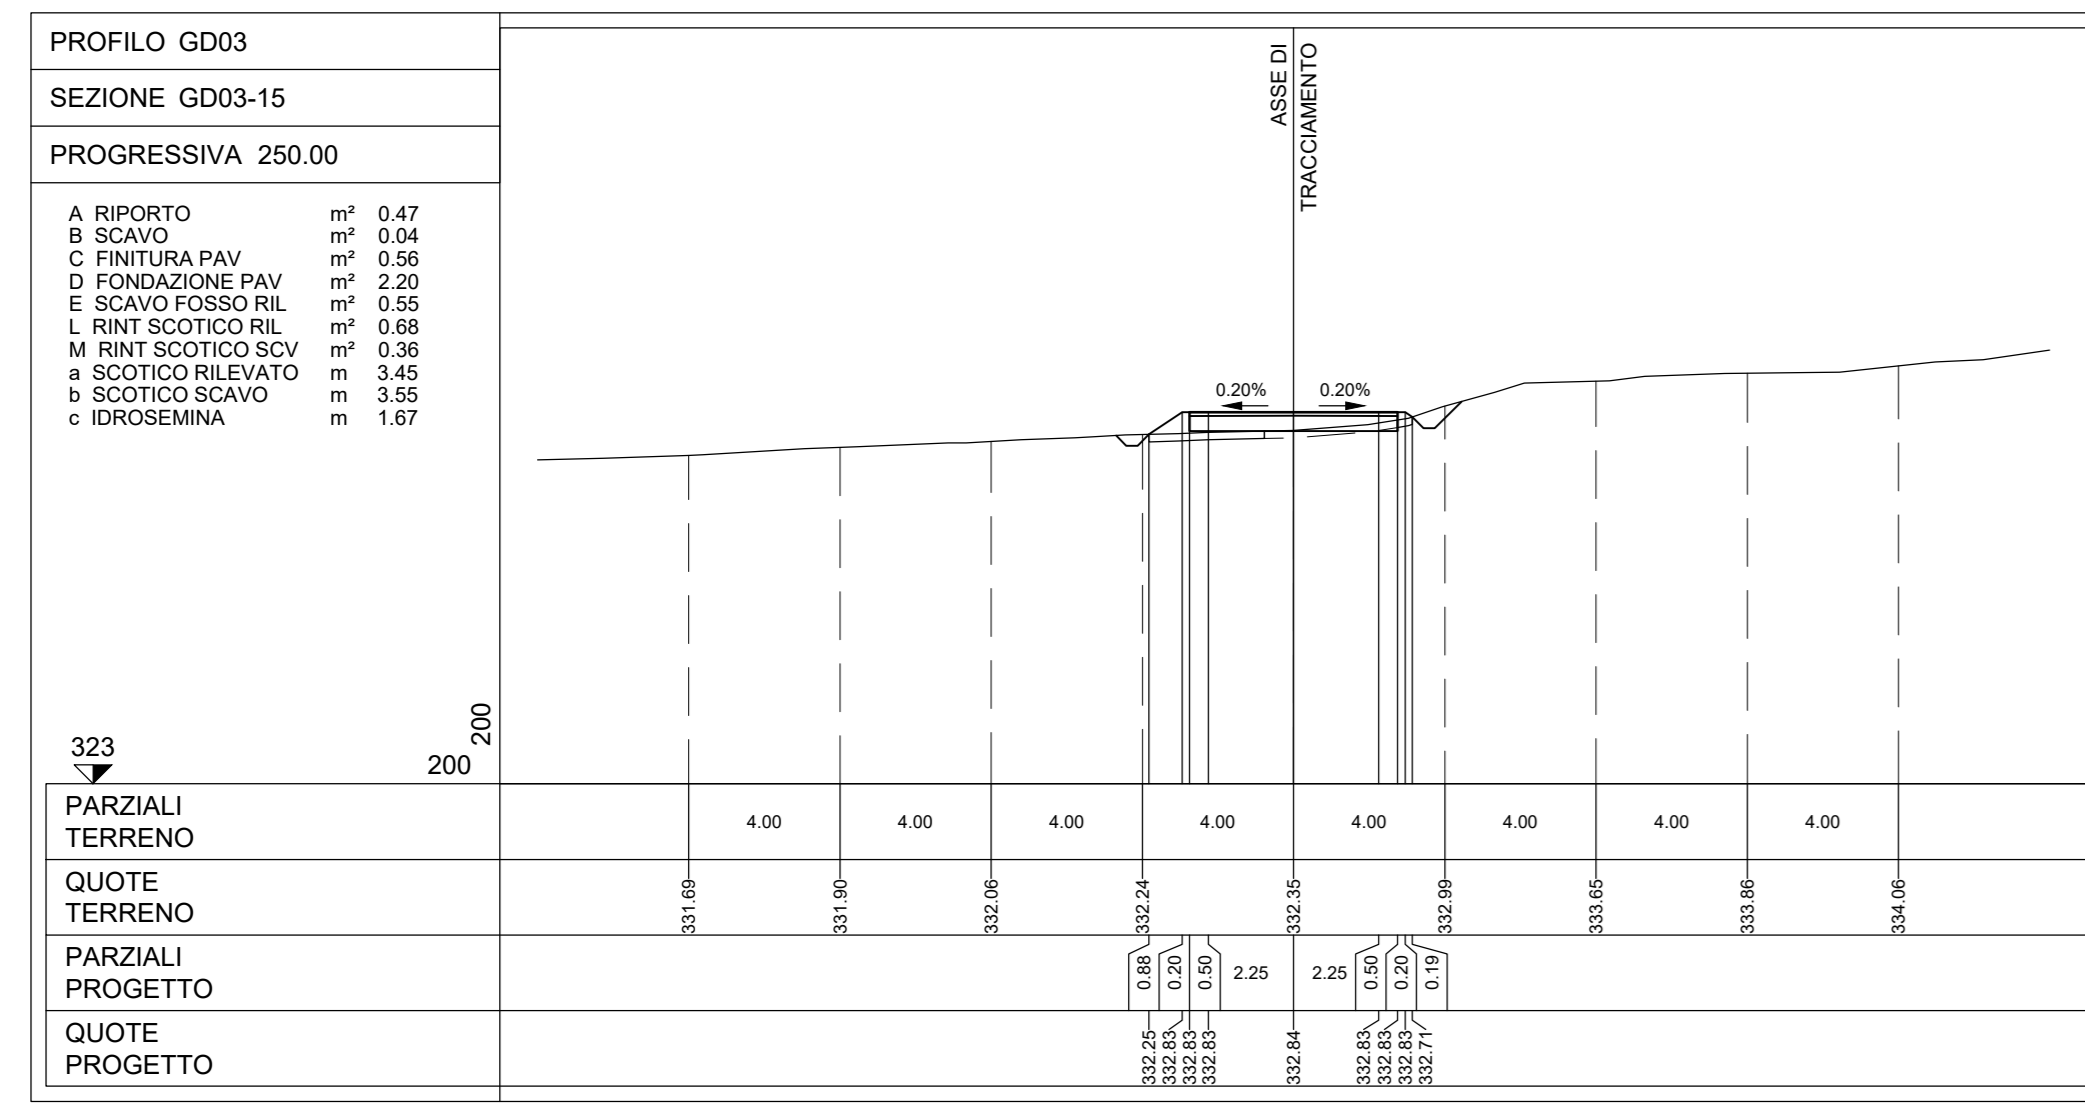 PROFILO GD03
SEZIONE GD03-15
PROGRESSIVA 250.00
A RIPORTO m² 0.47
B SCAVO m² 0.04
C FINITURA PAV m² 0.56
D FONDAZIONE PAV m² 2.20
E SCAVO FOSSO RIL m² 0.55
L RINT SCOTICO RIL m² 0.68
M RINT SCOTICO SCV m² 0.36
a SCOTICO RILEVATO m 3.45
b SCOTICO SCAVO m 3.55
c IDROSEMINA m 1.67
ASSE DI
TRACCIAMENTO
0.20% 0.20%
323
200
200
PARZIALI
TERRENO
4.00 4.00 4.00 4.00 4.00 4.00 4.00 4.00
QUOTE
TERRENO
331.69 331.90 332.06 332.24 332.35 332.99 333.65 333.86 334.06
PARZIALI
PROGETTO
0.88 0.20 0.50 2.25 2.25 0.50 0.20 0.19
QUOTE
PROGETTO
332.25 332.83 332.83 332.83 332.84 332.83 332.83 332.83 332.71